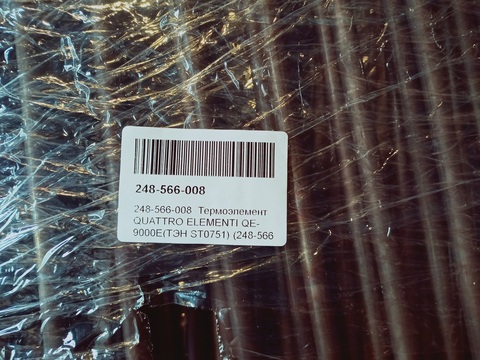 248-566-008
248-566-008 Термоэлемент
QUATTRO ELEMENTI QE-
9000E(ТЭН ST0751) (248-566